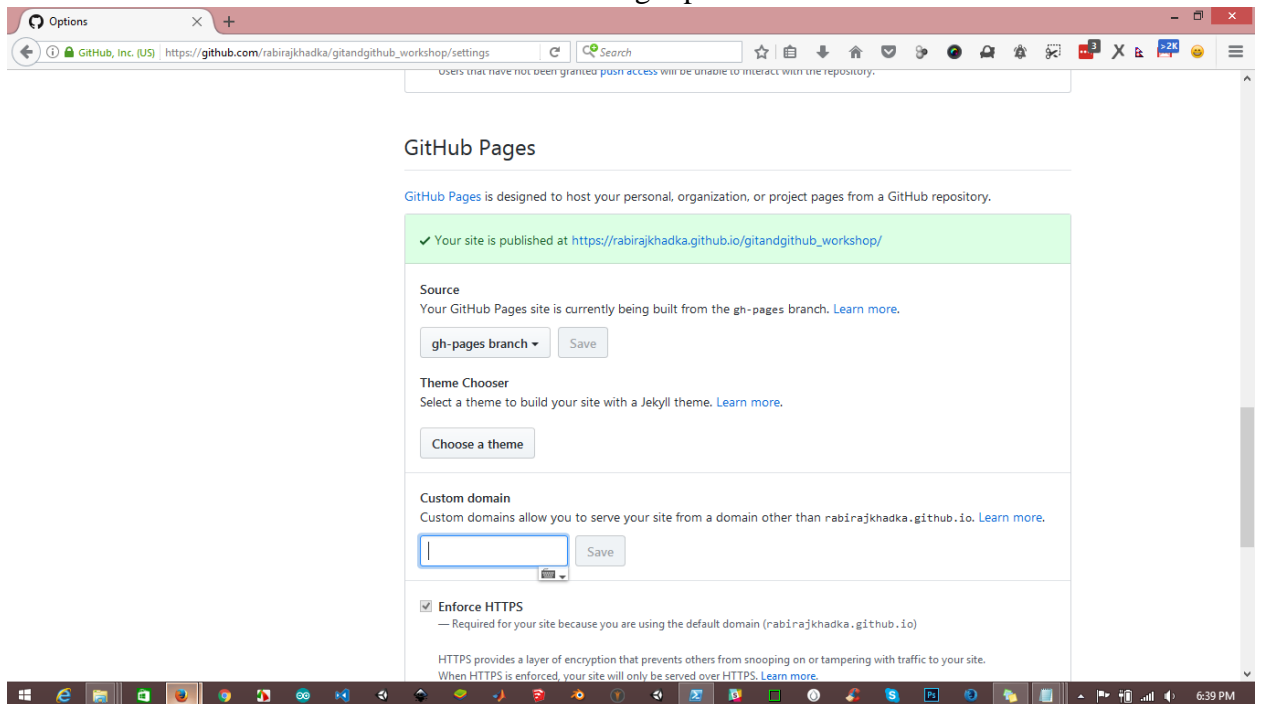 Options
GitHub, Inc. (US)
https://github.com/rabirajkhadka/gitandgithub_workshop/settings
Search
3
>2K
Users that have not been granted push access will be unable to interact with the repository.
GitHub Pages
GitHub Pages is designed to host your personal, organization, or project pages from a GitHub repository.
✔ Your site is published at https://rabirajkhadka.github.io/gitandgithub_workshop/
Source
Your GitHub Pages site is currently being built from the gh-pages branch. Learn more.
gh-pages branch Save
Theme Chooser
Select a theme to build your site with a Jekyll theme. Learn more.
Choose a theme
Custom domain
Custom domains allow you to serve your site from a domain other than rabirajkhadka.github.io. Learn more.
Save
Enforce HTTPS
— Required for your site because you are using the default domain (rabirajkhadka.github.io)
HTTPS provides a layer of encryption that prevents others from snooping on or tampering with traffic to your site.
When HTTPS is enforced, your site will only be served over HTTPS. Learn more.
6:39 PM